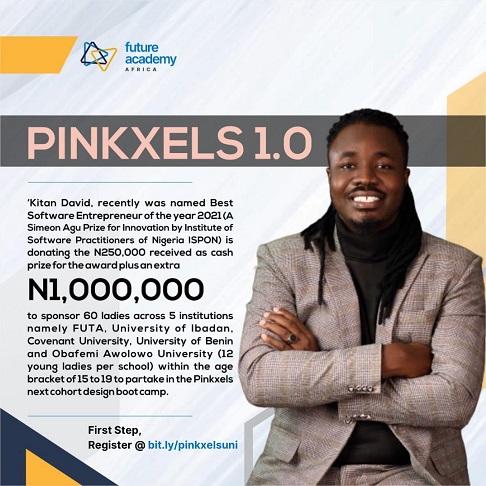 future
academy
AFRICA
PINKXELS 1.0
'Kitan David, recently was named Best
Software Entrepreneur of the year 2021 (A
Simeon Agu Prize for Innovation by Institute of
Software Practitioners of Nigeria ISPON) is
donating the N250,000 received as cash
prize for the award plus an extra
N1,000,000
to sponsor 60 ladies across 5 institutions
namely FUTA, University of Ibadan,
Covenant University, University of Benin
and Obafemi Awolowo University (12
young ladies per school) within the age
bracket of 15 to 19 to partake in the Pinkxels
next cohort design boot camp.
First Step,
Register @ bit.ly/pinkxelsuni